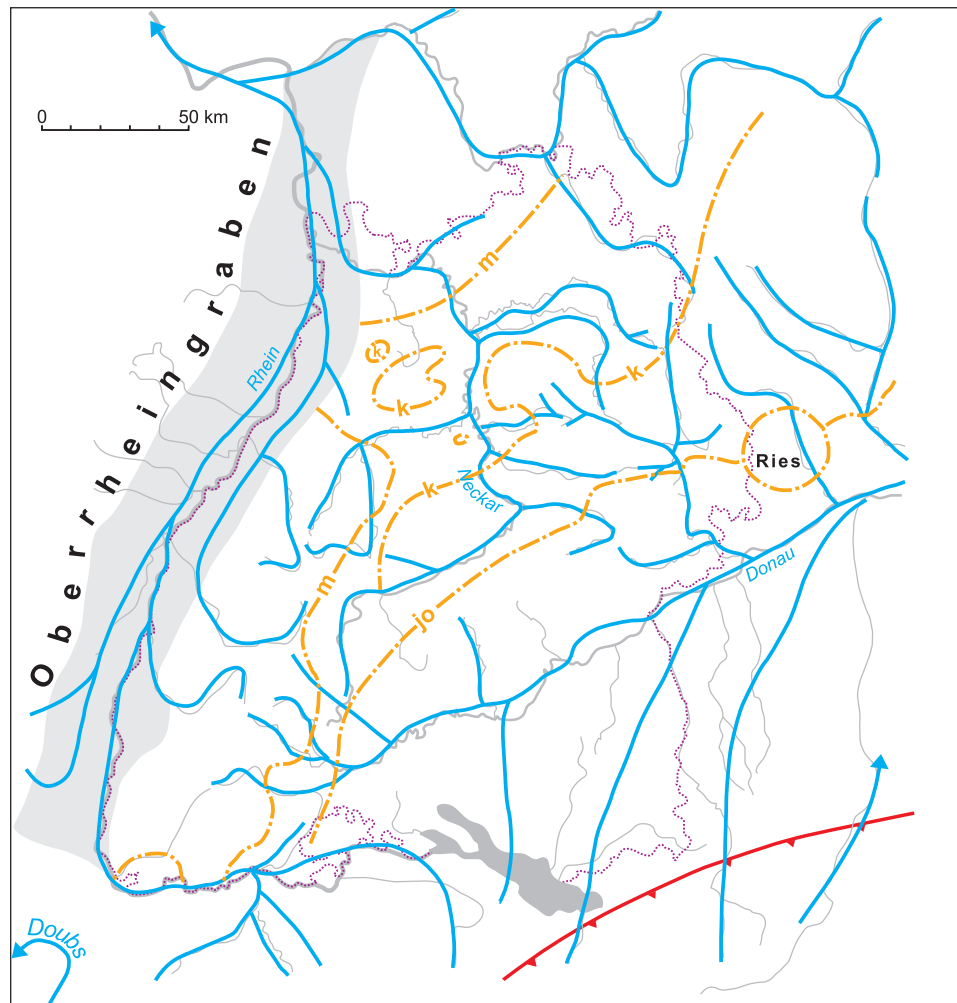 0 50 km
Oberrheingraben
m
Rhein
k
k
k
Ries
k
Neckar
Donau
m
jo
Doubs